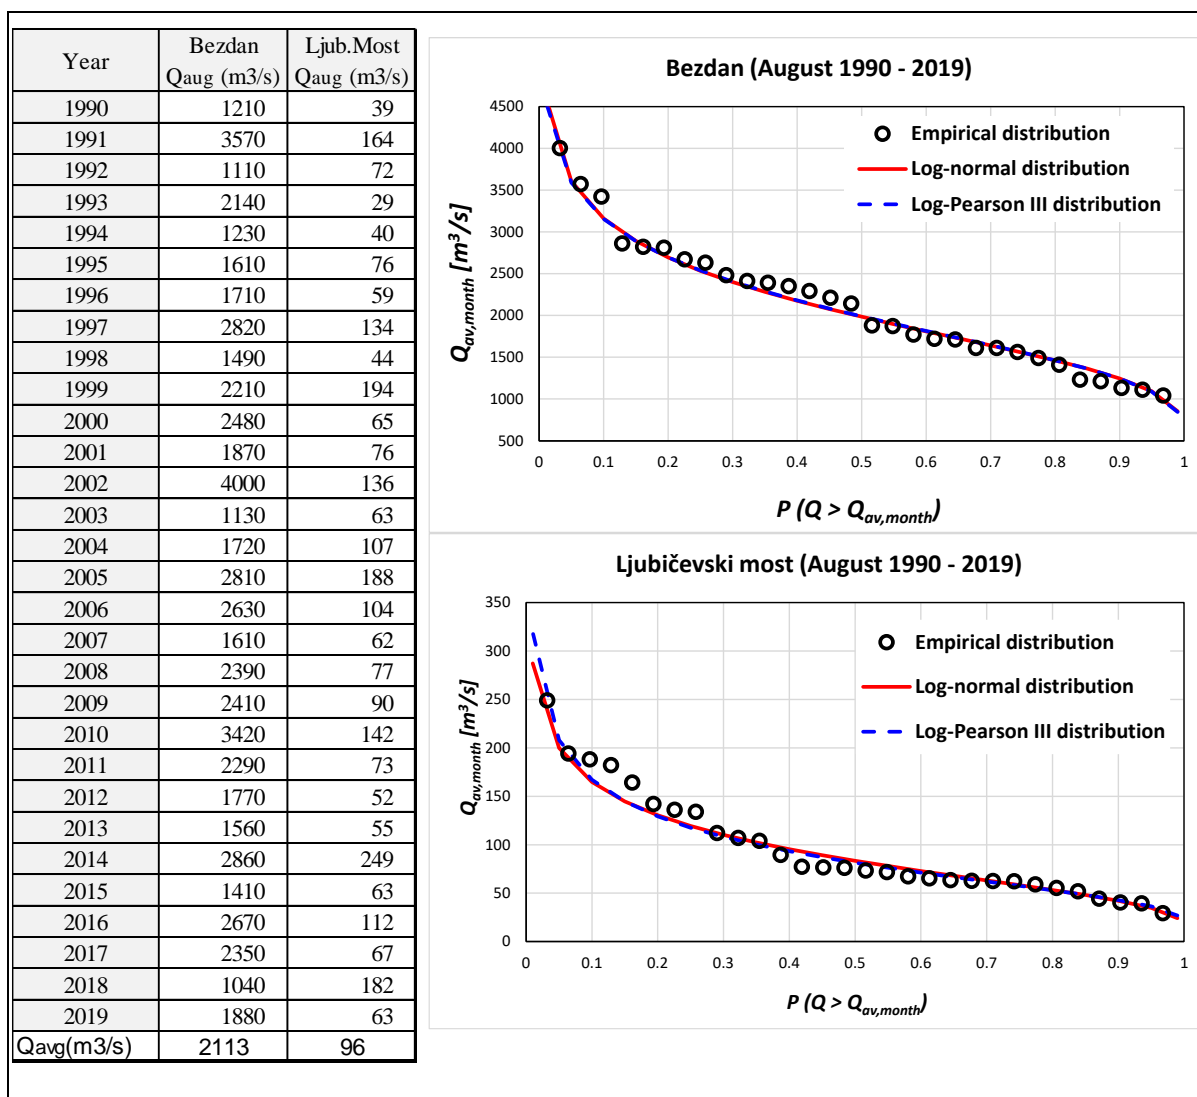 Year Bezdan Ljub.Most
Qaug (m3/s) Qaug (m3/s)
1990 1210 39
1991 3570 164
1992 1110 72
1993 2140 29
1994 1230 40
1995 1610 76
1996 1710 59
1997 2820 134
1998 1490 44
1999 2210 194
2000 2480 65
2001 1870 76
2002 4000 136
2003 1130 63
2004 1720 107
2005 2810 188
2006 2630 104
2007 1610 62
2008 2390 77
2009 2410 90
2010 3420 142
2011 2290 73
2012 1770 52
2013 1560 55
2014 2860 249
2015 1410 63
2016 2670 112
2017 2350 67
2018 1040 182
2019 1880 63
Qavg(m3/s) 2113 96
Bezdan (August 1990 - 2019)
Empirical distribution
Log-normal distribution
Log-Pearson III distribution
Qav,month [m³/s]
4500
4000
3500
3000
2500
2000
1500
1000
500
0 0.1 0.2 0.3 0.4 0.5 0.6 0.7 0.8 0.9 1
P (Q > Qav,month)
Ljubičevski most (August 1990 - 2019)
Empirical distribution
Log-normal distribution
Log-Pearson III distribution
Qav,month [m³/s]
350
300
250
200
150
100
50
0
0 0.1 0.2 0.3 0.4 0.5 0.6 0.7 0.8 0.9 1
P (Q > Qav,month)